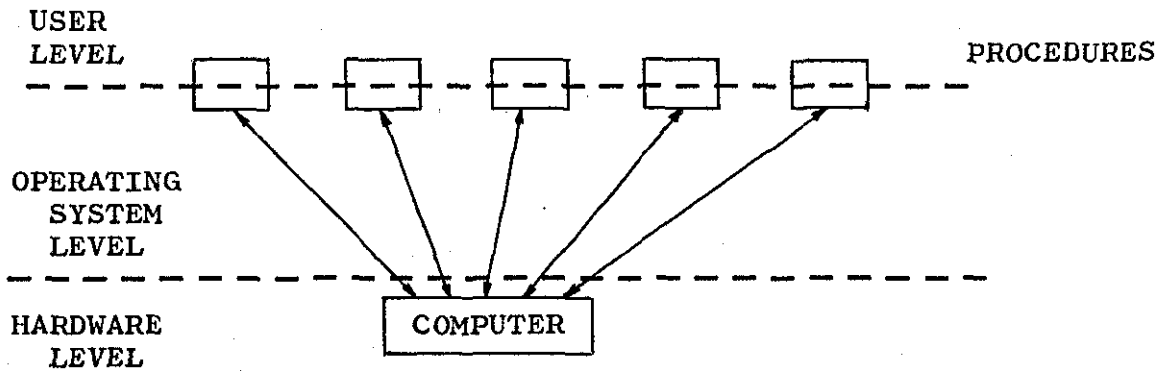 USER
LEVEL
PROCEDURES
OPERATING
SYSTEM
LEVEL
COMPUTER
HARDWARE
LEVEL